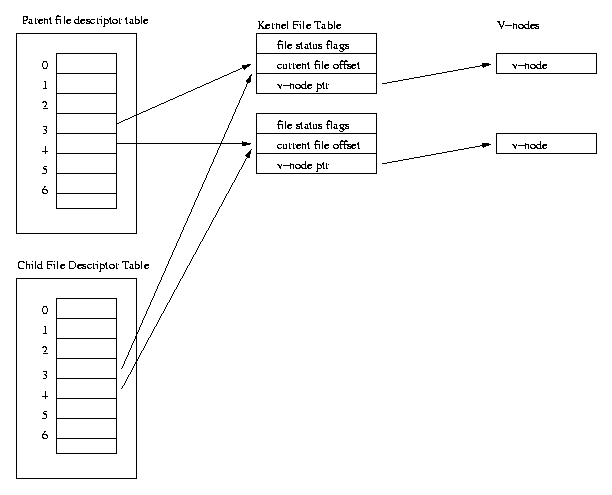 Parent file descriptor table
Kernel File Table
V-nodes
0
1
2
3
4
5
6
file status flags
current file offset
v-node ptr
v-node
file status flags
current file offset
v-node ptr
v-node
Child File Descriptor Table
0
1
2
3
4
5
6